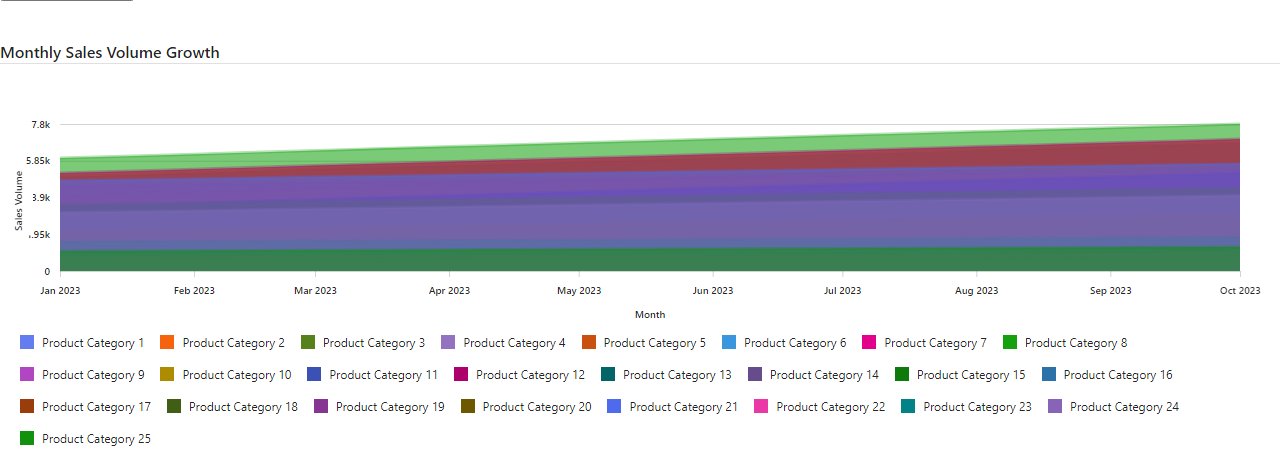 Monthly Sales Volume Growth
7.8k
5.85k
3.9k
.95k
0
Sales Volume
Jan 2023 Feb 2023 Mar 2023 Apr 2023 May 2023 Jun 2023 Jul 2023 Aug 2023 Sep 2023 Oct 2023
Month
Product Category 1 Product Category 2 Product Category 3 Product Category 4 Product Category 5 Product Category 6 Product Category 7 Product Category 8
Product Category 9 Product Category 10 Product Category 11 Product Category 12 Product Category 13 Product Category 14 Product Category 15 Product Category 16
Product Category 17 Product Category 18 Product Category 19 Product Category 20 Product Category 21 Product Category 22 Product Category 23 Product Category 24
Product Category 25